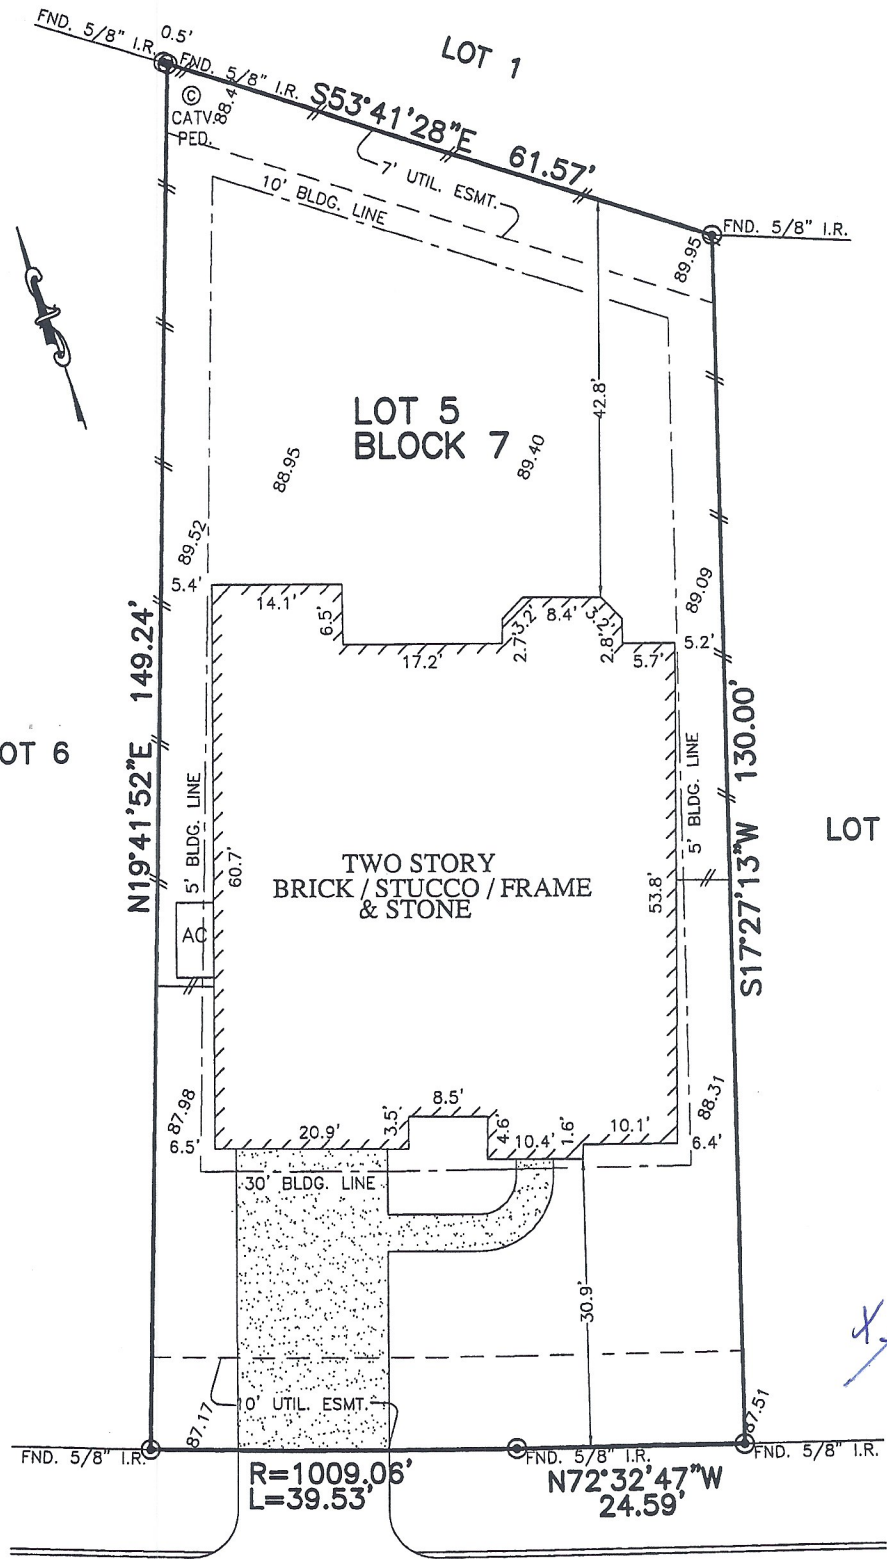 FND. 5/8" I.R.
0.5'
FND. 5/8" I.R.
LOT 1
© CATV. PED.
88.4
S53°41'28"E 61.57'
7' UTIL. ESMT.
10' BLDG. LINE
FND. 5/8" I.R.
89.95
42.8'
LOT 5
BLOCK 7
88.95
89.40
89.52
89.09
5.4'
14.1'
6.5'
17.2'
2.7'
3.2'
8.4'
3.2'
2.8'
5.7'
5.2'
N19°41'52"E 149.24'
S17°27'13"W 130.00'
OT 6
LOT
5' BLDG. LINE
5' BLDG. LINE
60.7'
53.8'
TWO STORY
BRICK / STUCCO / FRAME
& STONE
AC
87.98
88.31
6.5'
20.9'
3.5'
8.5'
4.6'
10.4'
1.6'
10.1'
6.4'
30' BLDG. LINE
30.9'
10' UTIL. ESMT.
87.17
87.51
FND. 5/8" I.R.
FND. 5/8" I.R.
FND. 5/8" I.R.
R=1009.06'
L=39.53'
N72°32'47"W
24.59'